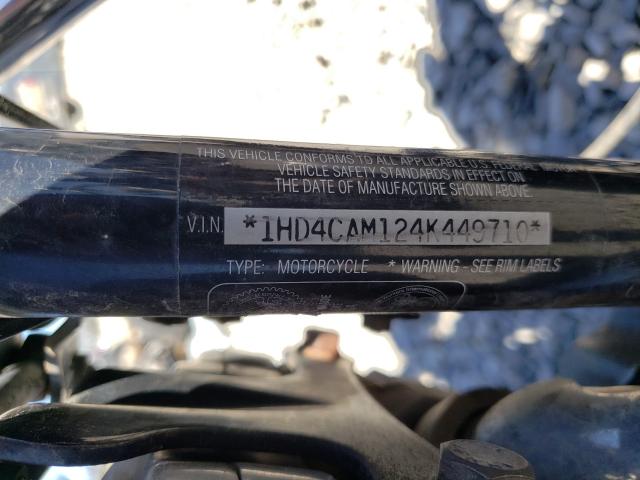 THIS VEHICLE CONFORMS TO ALL APPLICABLE U.S.
VEHICLE SAFETY STANDARDS IN EFFECT ON
THE DATE OF MANUFACTURE SHOWN ABOVE.
V.I.N. *1HD4CAM124K449710*
TYPE: MOTORCYCLE * WARNING - SEE RIM LABELS